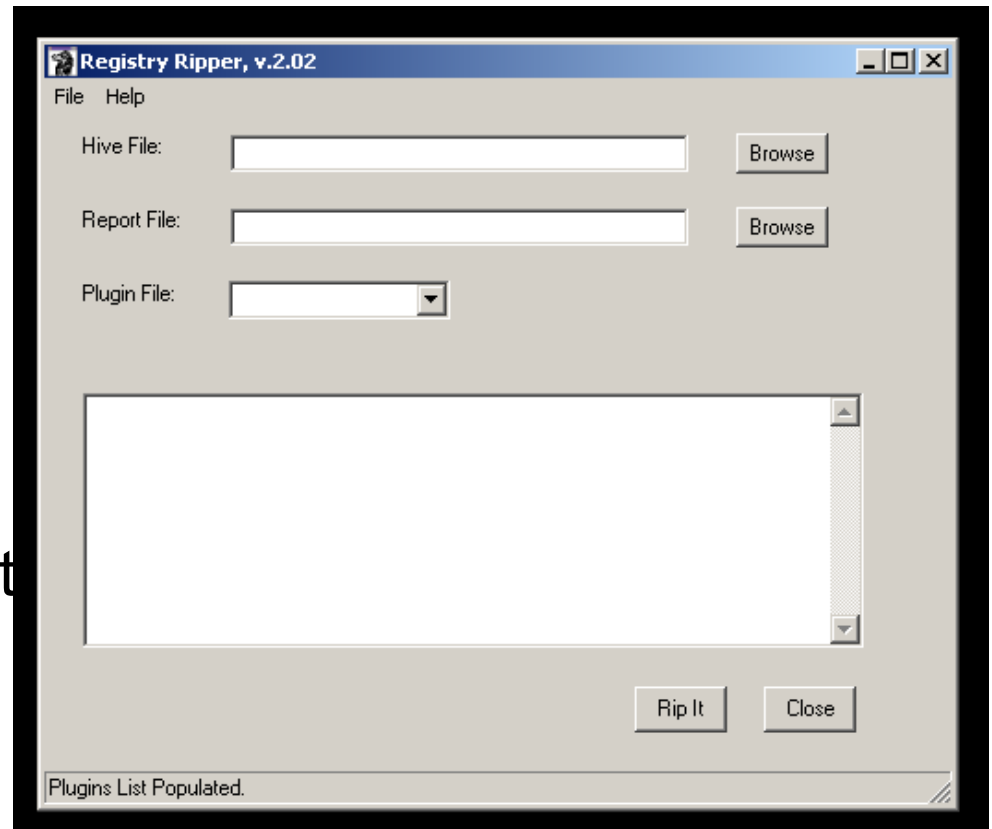 Registry Ripper, v.2.02
File Help
Hive File: Browse
Report File: Browse
Plugin File:
t
Rip It Close
Plugins List Populated.